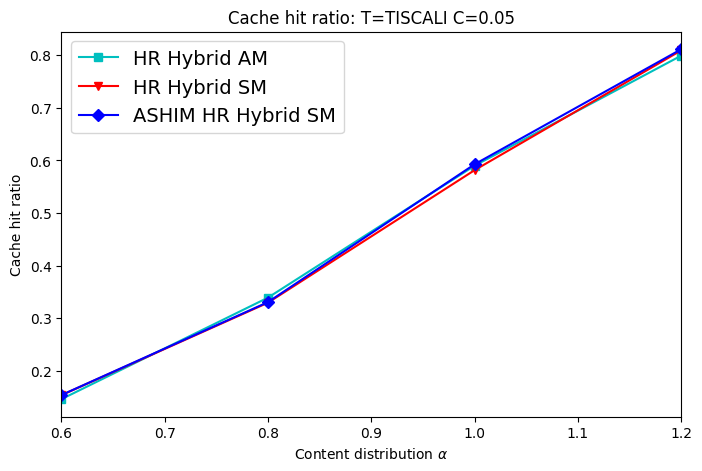 Cache hit ratio: T=TISCALI C=0.05
HR Hybrid AM
HR Hybrid SM
ASHIM HR Hybrid SM
Cache hit ratio
0.8
0.7
0.6
0.5
0.4
0.3
0.2
0.6 0.7 0.8 0.9 1.0 1.1 1.2
Content distribution α